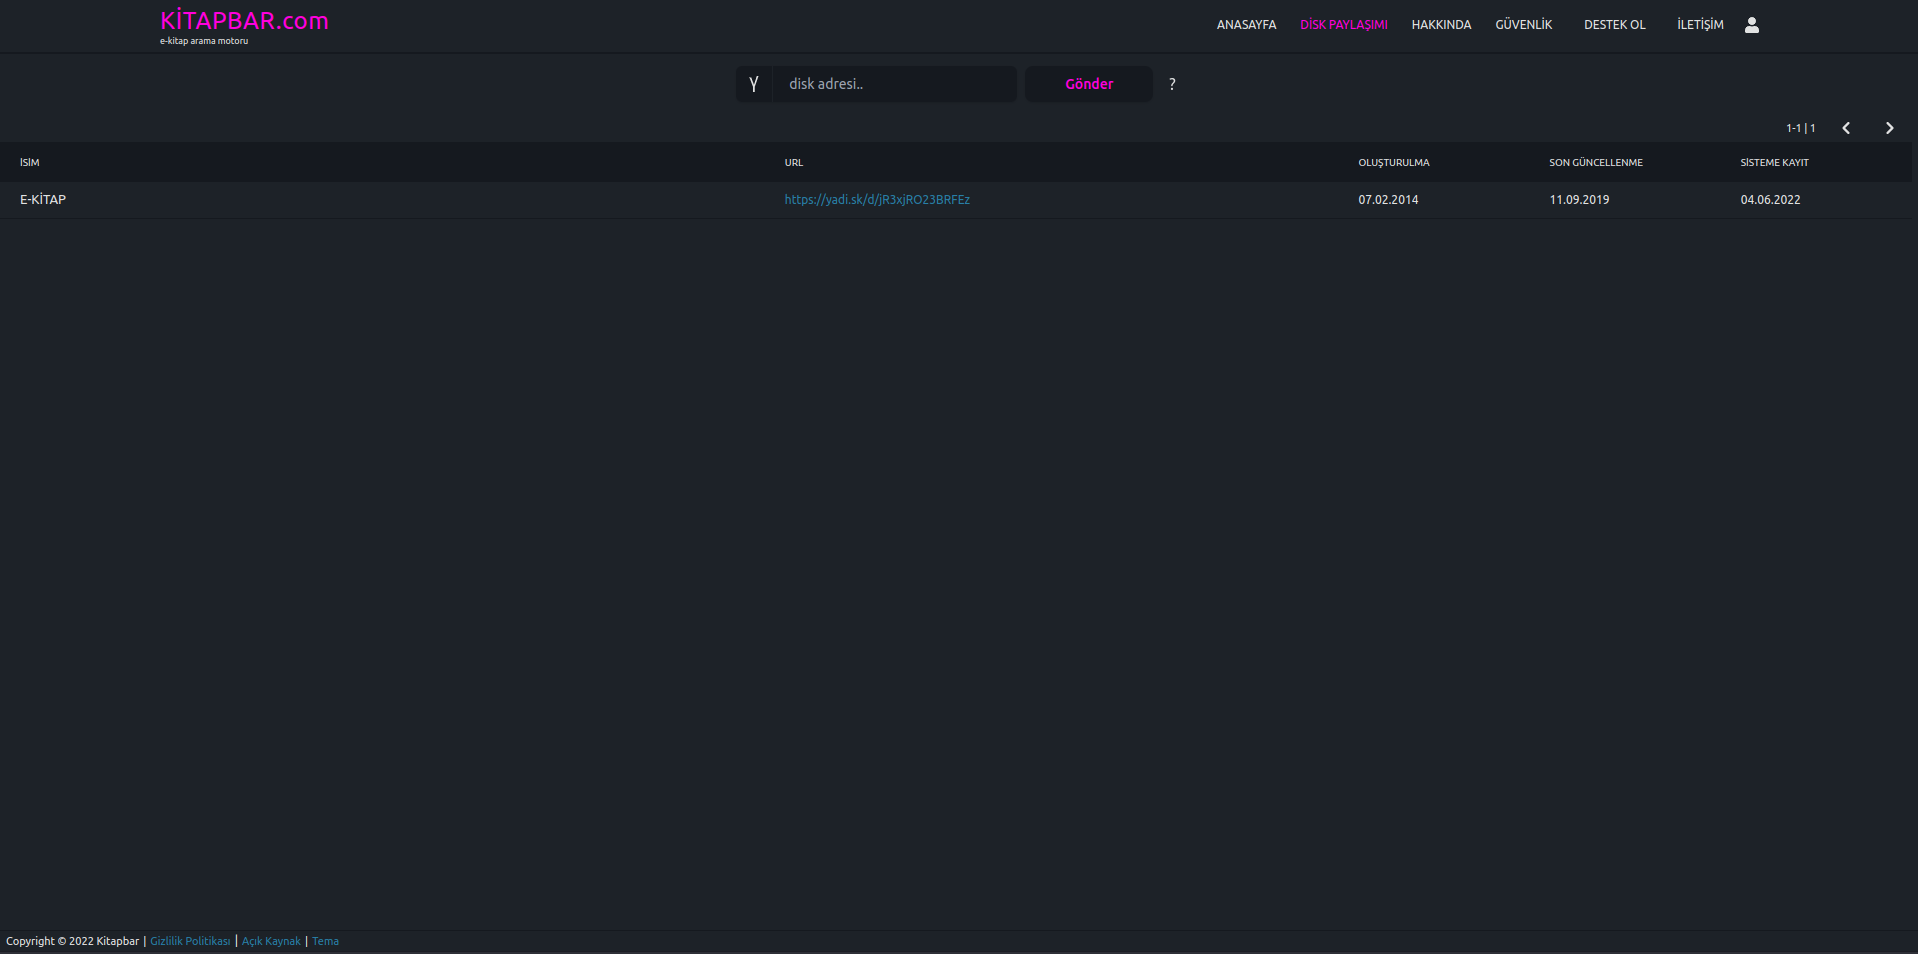 KİTAPBAR.com
e-kitap arama motoru
ANASAYFA DİSK PAYLAŞIMI HAKKINDA GÜVENLİK DESTEK OL İLETİŞİM
Y disk adresi.. Gönder ?
1-1 | 1
İSİM URL OLUŞTURULMA SON GÜNCELLENME SİSTEME KAYIT
E-KİTAP https://yadi.sk/d/jR3xjRO23BRFEz 07.02.2014 11.09.2019 04.06.2022
Copyright © 2022 Kitapbar | Gizlilik Politikası | Açık Kaynak | Tema